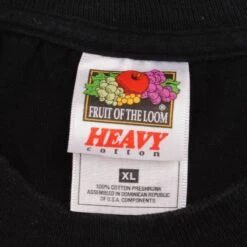 FRUIT OF THE LOOM
HEAVY
cotton
XL
100% COTTON PRESHRUNK
ASSEMBLED IN DOMINICAN REPUBLIC
OF U.S.A. COMPONENTS